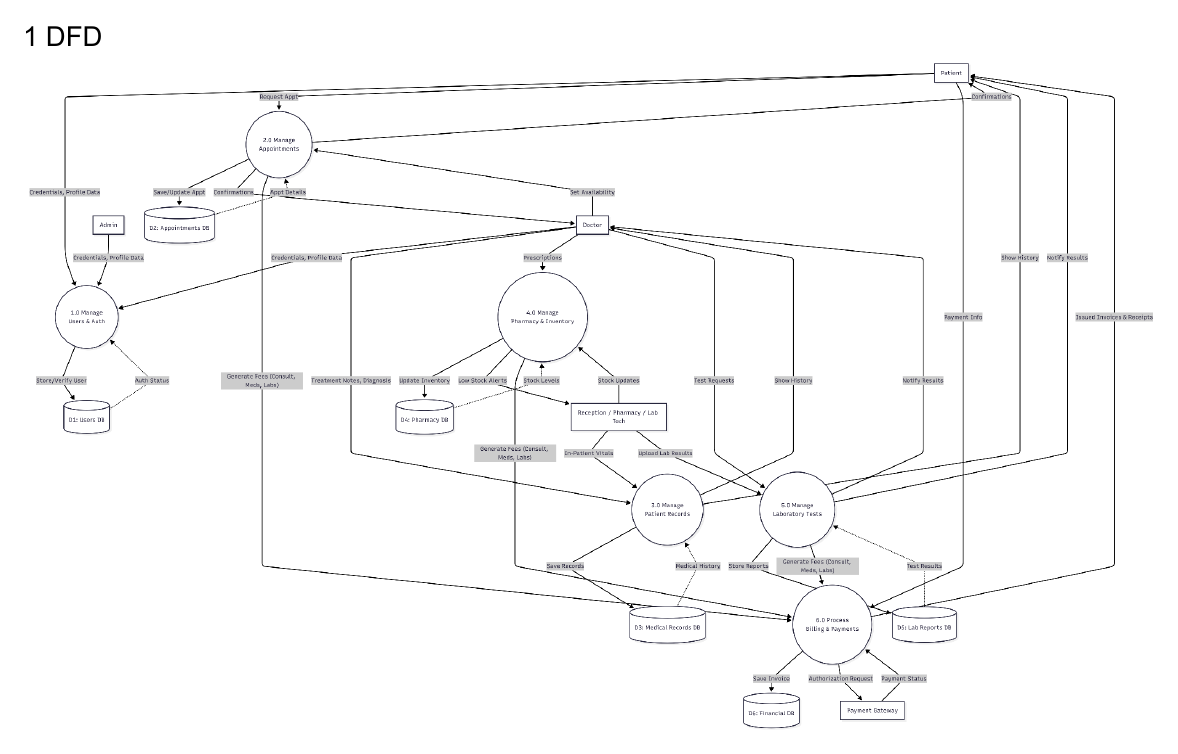 1 DFD
Patient
Request Appt
Confirmations
2.0 Manage
Appointments
Credentials, Profile Data
Save/Update Appt
Confirmations
Appt Details
Set Availability
Admin
D2: Appointments DB
Doctor
Credentials, Profile Data
Credentials, Profile Data
Prescriptions
Show History
Notify Results
1.0 Manage
Users & Auth
4.0 Manage
Pharmacy & Inventory
Payment Info
Issued Invoices & Receipts
Store/Verify User
Auth Status
Generate Fees (Consult,
Meds, Labs)
Treatment Notes, Diagnosis
Update Inventory
Low Stock Alerts
Stock Levels
Stock Updates
Test Requests
Show History
Notify Results
D1: Users DB
D4: Pharmacy DB
Reception / Pharmacy / Lab
Tech
Generate Fees (Consult,
Meds, Labs)
In-Patient Vitals
Upload Lab Results
3.0 Manage
Patient Records
5.0 Manage
Laboratory Tests
Save Records
Medical History
Store Reports
Generate Fees (Consult,
Meds, Labs)
Test Results
D3: Medical Records DB
6.0 Process
Billing & Payments
D5: Lab Reports DB
Save Invoice
Authorization Request
Payment Status
D6: Financial DB
Payment Gateway